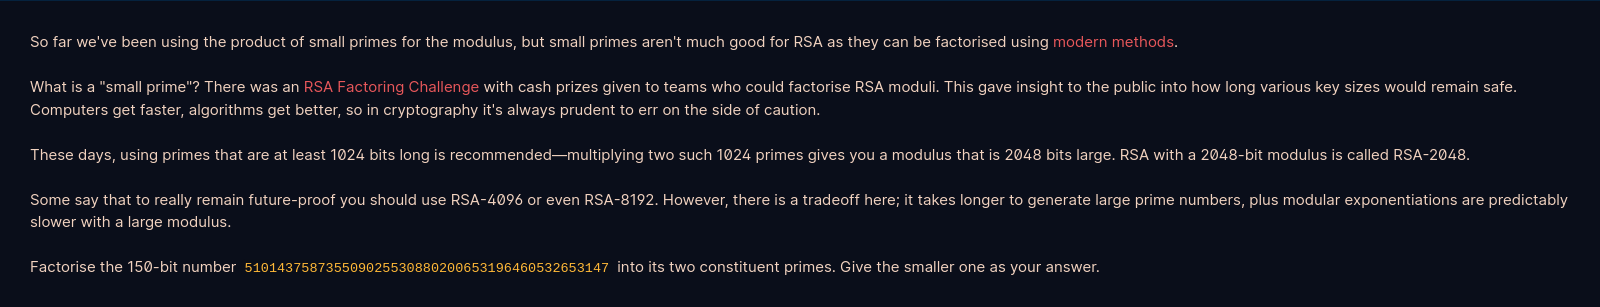 So far we've been using the product of small primes for the modulus, but small primes aren't much good for RSA as they can be factorised using modern methods.
What is a "small prime"? There was an RSA Factoring Challenge with cash prizes given to teams who could factorise RSA moduli. This gave insight to the public into how long various key sizes would remain safe.
Computers get faster, algorithms get better, so in cryptography it's always prudent to err on the side of caution.
These days, using primes that are at least 1024 bits long is recommended—multiplying two such 1024 primes gives you a modulus that is 2048 bits large. RSA with a 2048-bit modulus is called RSA-2048.
Some say that to really remain future-proof you should use RSA-4096 or even RSA-8192. However, there is a tradeoff here; it takes longer to generate large prime numbers, plus modular exponentiations are predictably
slower with a large modulus.
Factorise the 150-bit number 510143758735509025530880200653196460532653147 into its two constituent primes. Give the smaller one as your answer.